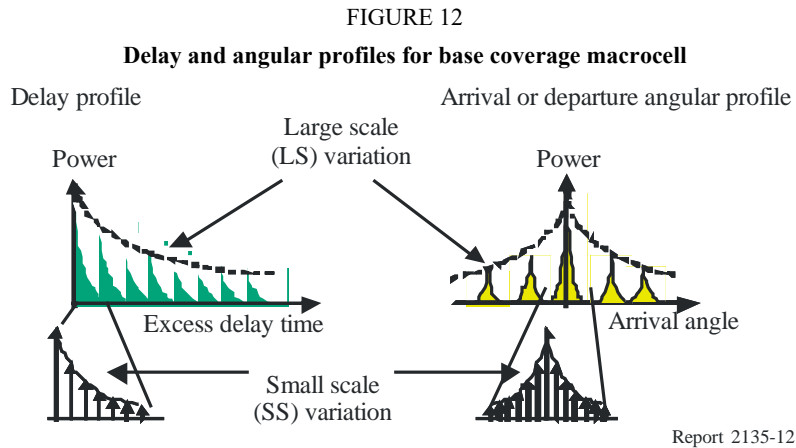 FIGURE 12
Delay and angular profiles for base coverage macrocell
Delay profile
Arrival or departure angular profile
Large scale
(LS) variation
Power
Power
Excess delay time
Arrival angle
Small scale
(SS) variation
Report 2135-12